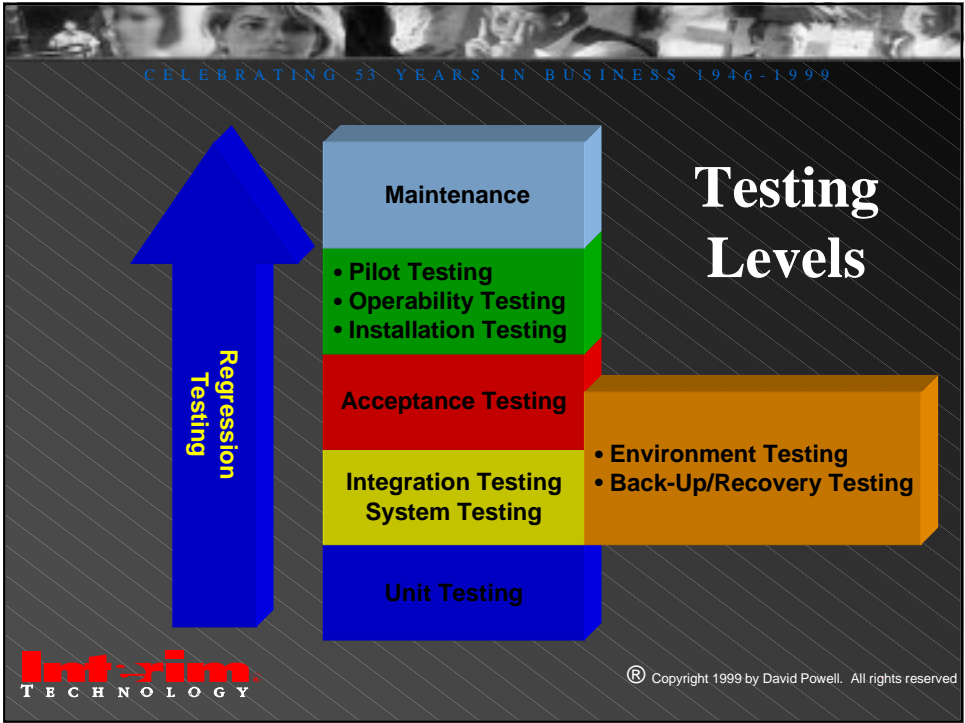 CELEBRATING 53 YEARS IN BUSINESS 1946-1999
Testing
Levels
Maintenance
• Pilot Testing
• Operability Testing
• Installation Testing
Regression
Testing
Acceptance Testing
• Environment Testing
• Back-Up/Recovery Testing
Integration Testing
System Testing
Unit Testing
Interim
TECHNOLOGY
® Copyright 1999 by David Powell. All rights reserved